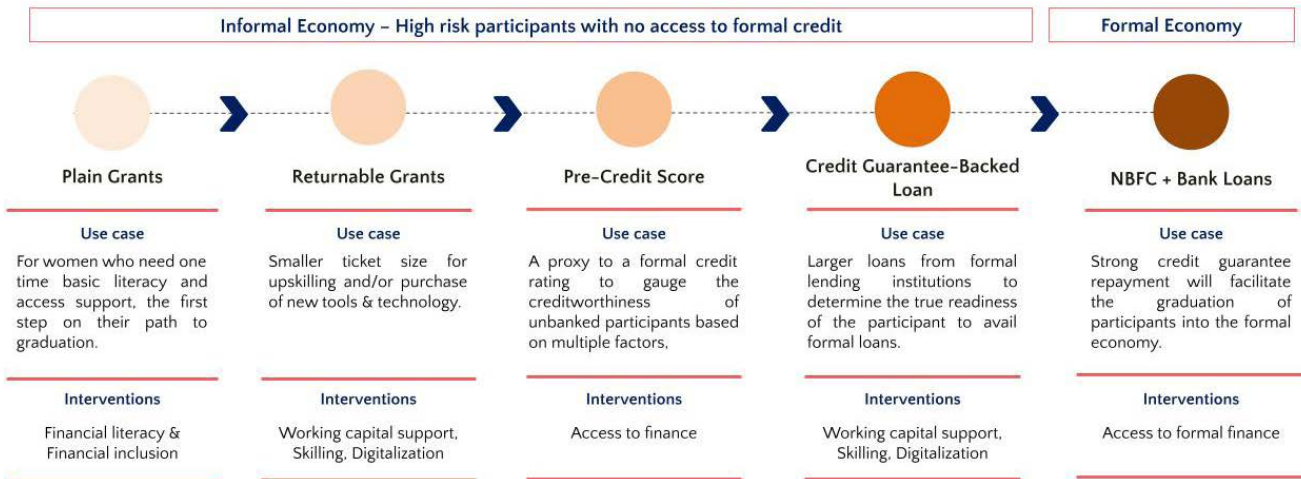 Informal Economy – High risk participants with no access to formal credit
Formal Economy
Plain Grants
Use case
For women who need one
time basic literacy and
access support, the first
step on their path to
graduation.
Interventions
Financial literacy &
Financial inclusion
Returnable Grants
Use case
Smaller ticket size for
upskilling and/or purchase
of new tools & technology.
Interventions
Working capital support,
Skilling, Digitalization
Pre-Credit Score
Use case
A proxy to a formal credit
rating to gauge the
creditworthiness of
unbanked participants based
on multiple factors,
Interventions
Access to finance
Credit Guarantee-Backed
Loan
Use case
Larger loans from formal
lending institutions to
determine the true readiness
of the participant to avail
formal loans.
Interventions
Working capital support,
Skilling, Digitalization
NBFC + Bank Loans
Use case
Strong credit guarantee
repayment will facilitate
the graduation of
participants into the formal
economy.
Interventions
Access to formal finance